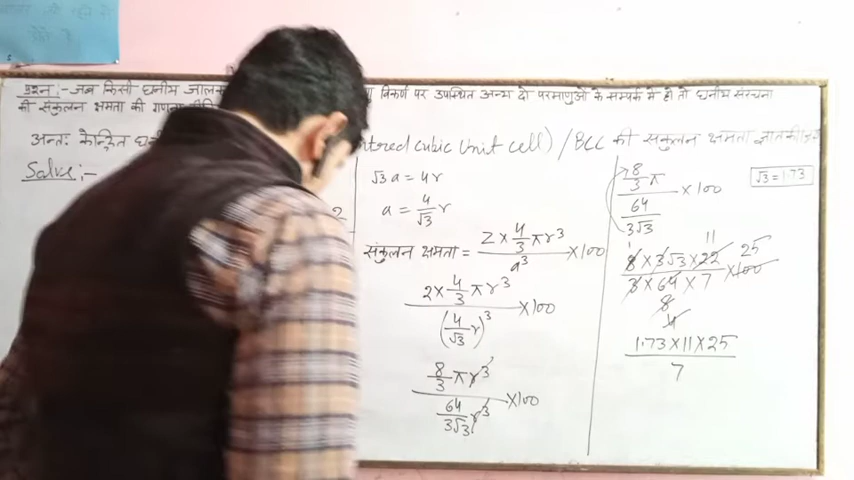 प्रश्न :- जब किसी घनीय जालक
विकर्ण पर उपस्थित अन्य दो परमाणुओं के सम्पर्क में हो तो घनीय संरचना
की संकुलन क्षमता की गणना
अन्तः केन्द्रित
tered cubic Unit cell) / BCC की संकुलन क्षमता
Solve :-
2
√3 a = 4r
a = 4/√3 r
संकुलन क्षमता = (2 × 4/3 πr³)/a³ × 100
(2 × 4/3 πr³)/(4/√3 r)³ × 100
(8/3 πr³)/(64/3√3 r³) × 100
(8/3 π)/(64/3√3) × 100
√3 = 1.73
1 11 25
(8 × 3√3 × 22)/(3 × 64 × 7) × 100
8
4
(1.73 × 11 × 25)/7